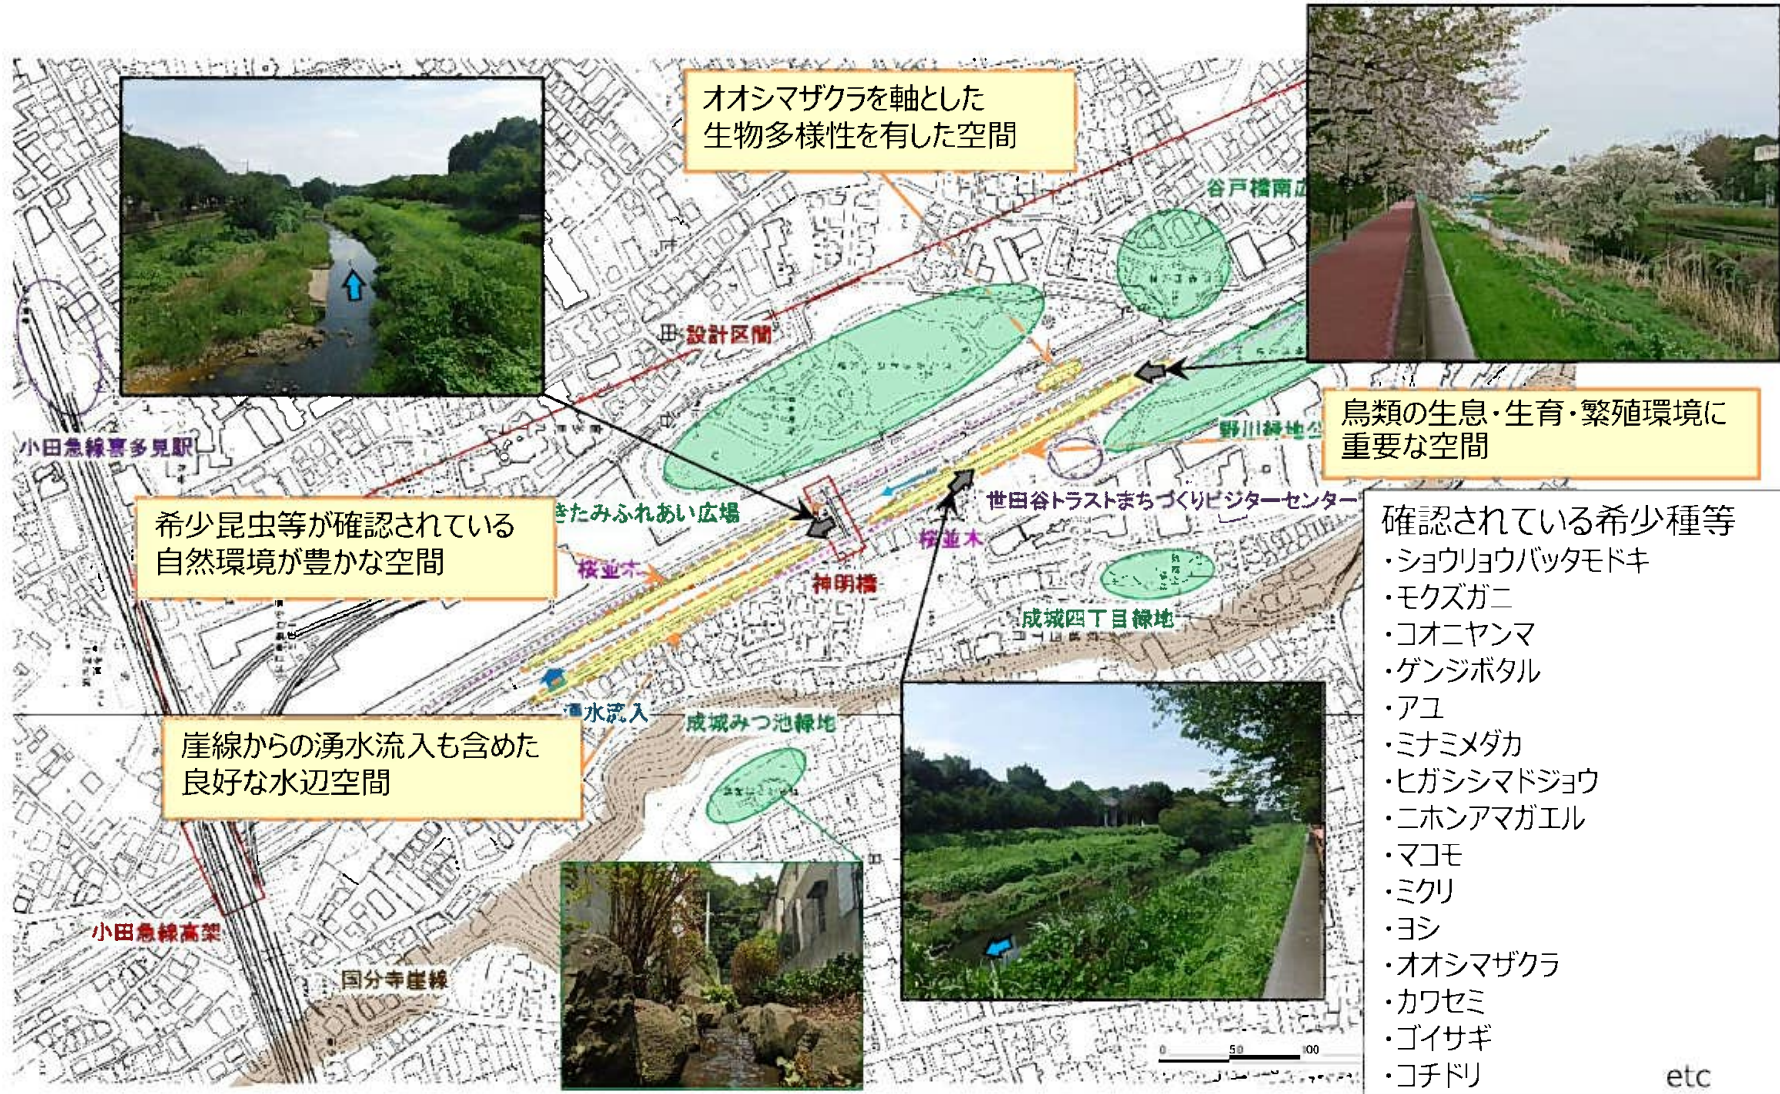 オオシマザクラを軸とした
生物多様性を有した空間
谷戸橋南広
設計区間
鳥類の生息・生育・繁殖環境に
重要な空間
野川緑地公
小田急線喜多見駅
世田谷トラストまちづくりビジターセンター
きたみふれあい広場
希少昆虫等が確認されている
自然環境が豊かな空間
桜並木
桜並木
神明橋
成城四丁目緑地
湧水流入
成城みつ池緑地
崖線からの湧水流入も含めた
良好な水辺空間
小田急線高架
国分寺崖線
0 50 100
確認されている希少種等
・ショウリョウバッタモドキ
・モクズガニ
・コオニヤンマ
・ゲンジボタル
・アユ
・ミナミメダカ
・ヒガシシマドジョウ
・ニホンアマガエル
・マコモ
・ミクリ
・ヨシ
・オオシマザクラ
・カワセミ
・ゴイサギ
・コチドリ
etc